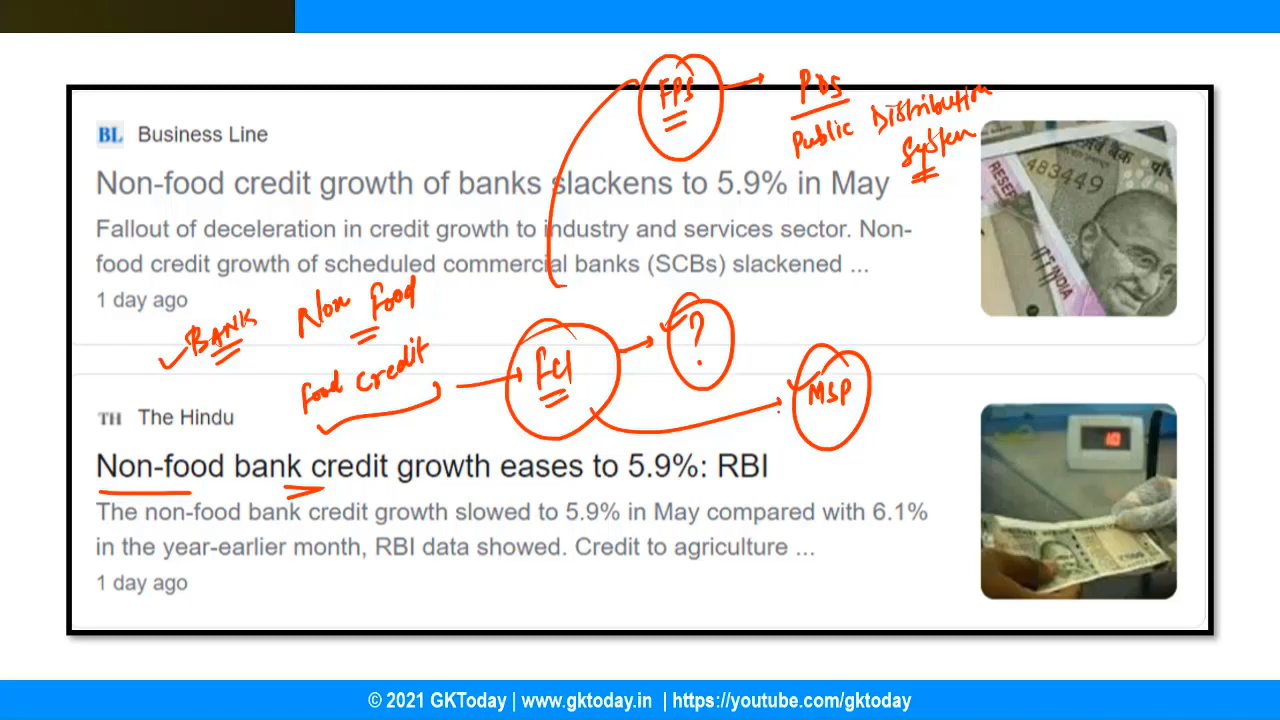 FPS
PDS
Public Distribution
System
BL Business Line
Non-food credit growth of banks slackens to 5.9% in May
Fallout of deceleration in credit growth to industry and services sector. Non-
food credit growth of scheduled commercial banks (SCBs) slackened ...
1 day ago
483449
BANK
Non Food
Food Credit
FCI
?
MSP
TH The Hindu
Non-food bank credit growth eases to 5.9%: RBI
The non-food bank credit growth slowed to 5.9% in May compared with 6.1%
in the year-earlier month, RBI data showed. Credit to agriculture ...
1 day ago
10
© 2021 GKToday | www.gktoday.in | https://youtube.com/gktoday